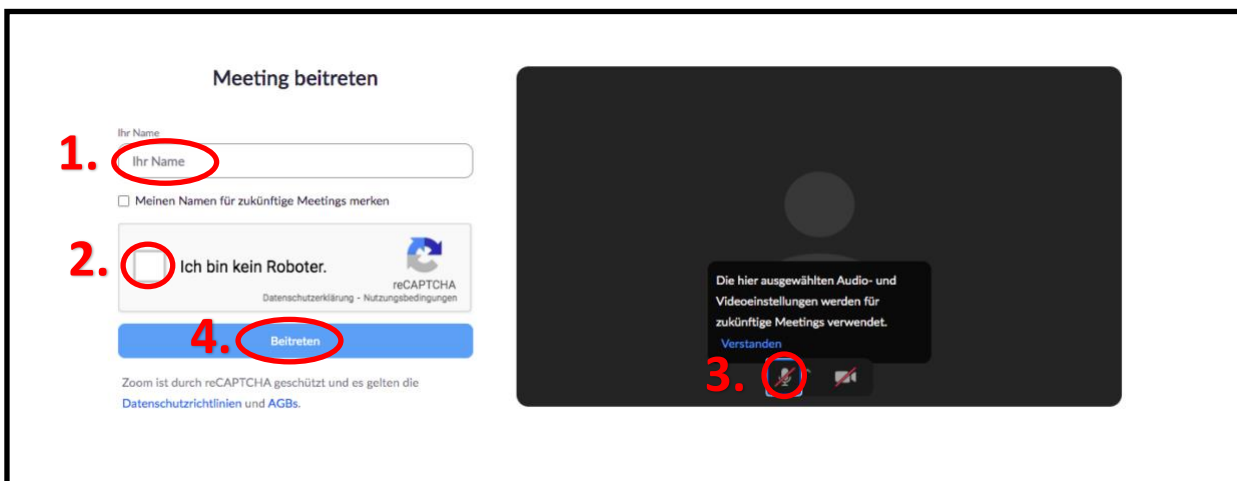 Meeting beitreten
Ihr Name
1.
Ihr Name
Meinen Namen für zukünftige Meetings merken
2.
Ich bin kein Roboter.
reCAPTCHA
Datenschutzerklärung - Nutzungsbedingungen
4.
Beitreten
Zoom ist durch reCAPTCHA geschützt und es gelten die
Datenschutzrichtlinien und AGBs.
Die hier ausgewählten Audio- und
Videoeinstellungen werden für
zukünftige Meetings verwendet.
Verstanden
3.